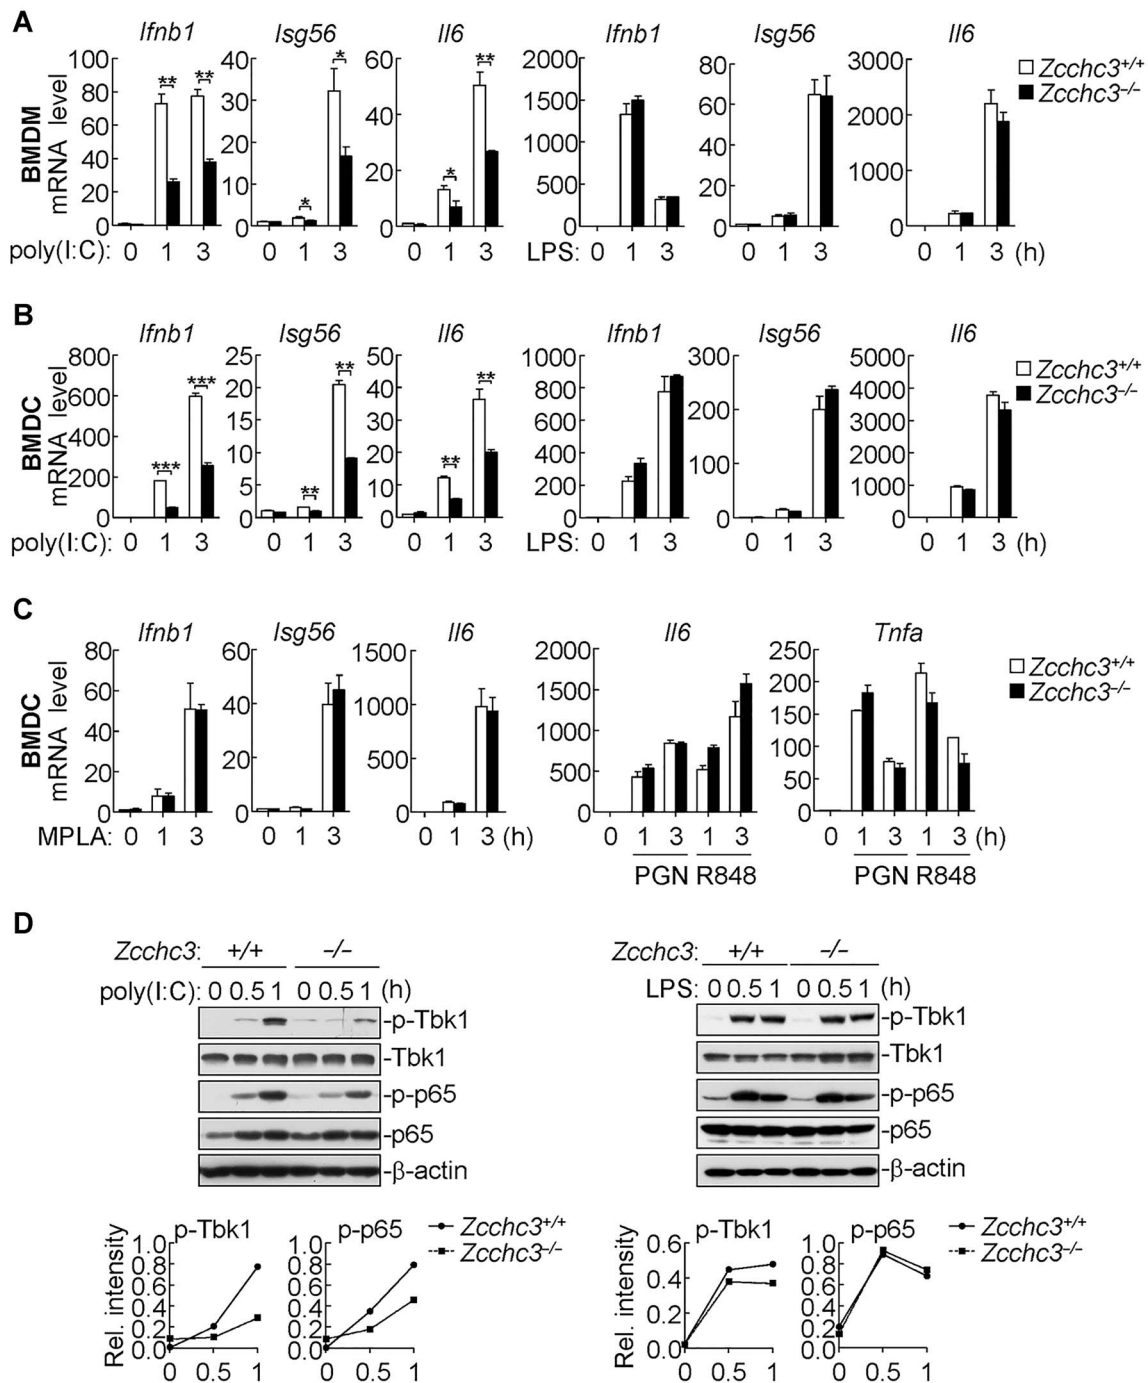 A
Ifnb1 Isg56 Il6 Ifnb1 Isg56 Il6
BMDM
mRNA level
100 80 60 40 20 0
40 30 20 10 0
60 40 20 0
2000 1500 1000 500 0
80 60 40 20 0
3000 2000 1000 0
** **
* *
* **
Zcchc3+/+
Zcchc3–/–
poly(I:C): 0 1 3 0 1 3 0 1 3 LPS: 0 1 3 0 1 3 0 1 3 (h)
B
Ifnb1 Isg56 Il6 Ifnb1 Isg56 Il6
BMDC
mRNA level
800 600 400 200 0
25 20 15 10 5 0
50 40 30 20 10 0
1000 800 600 400 200 0
300 200 100 0
5000 4000 3000 2000 1000 0
*** ***
** **
** **
Zcchc3+/+
Zcchc3–/–
poly(I:C): 0 1 3 0 1 3 0 1 3 LPS: 0 1 3 0 1 3 0 1 3 (h)
C
Ifnb1 Isg56 Il6 Il6 Tnfa
BMDC
mRNA level
80 60 40 20 0
60 40 20 0
1500 1000 500 0
2000 1500 1000 500 0
250 200 150 100 50 0
Zcchc3+/+
Zcchc3–/–
MPLA: 0 1 3 0 1 3 0 1 3 (h) 0 1 3 1 3 0 1 3 1 3 (h)
PGN R848 PGN R848
D
Zcchc3: +/+ –/–
poly(I:C): 0 0.5 1 0 0.5 1 (h)
-p-Tbk1
-Tbk1
-p-p65
-p65
-β-actin
p-Tbk1 p-p65
Zcchc3+/+
Zcchc3–/–
Rel. intensity
1.0 0.8 0.6 0.4 0.2 0.0
1.0 0.8 0.6 0.4 0.2 0.0
0 0.5 1 0 0.5 1
Zcchc3: +/+ –/–
LPS: 0 0.5 1 0 0.5 1 (h)
-p-Tbk1
-Tbk1
-p-p65
-p65
-β-actin
p-Tbk1 p-p65
Zcchc3+/+
Zcchc3–/–
Rel. intensity
0.6 0.4 0.2 0.0
1.0 0.8 0.6 0.4 0.2 0.0
0 0.5 1 0 0.5 1